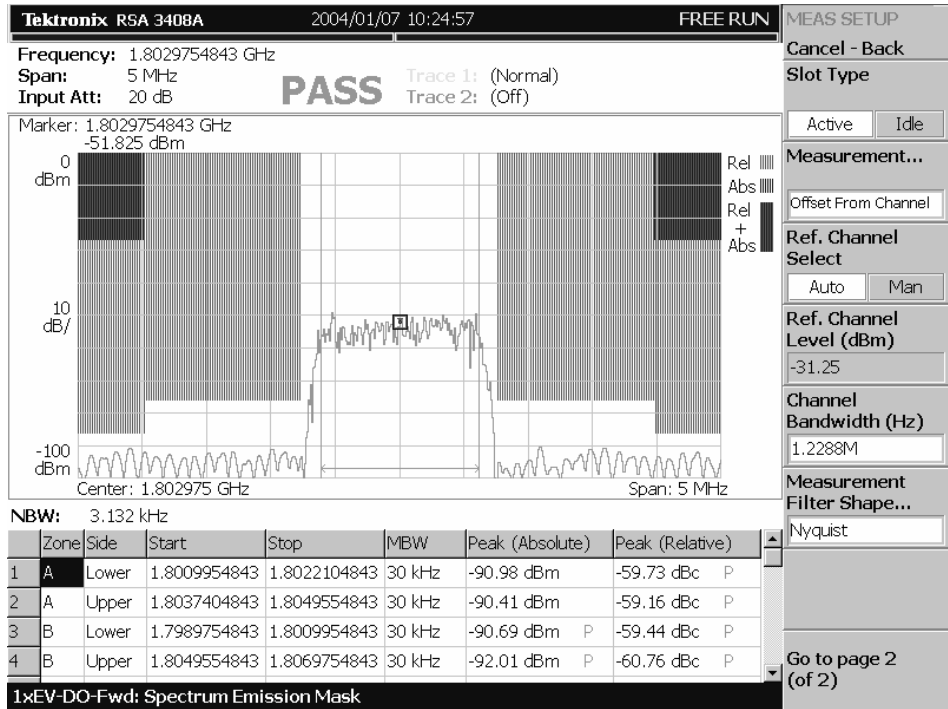 Tektronix RSA 3408A 2004/01/07 10:24:57 FREE RUN
Frequency: 1.8029754843 GHz
Span: 5 MHz
Input Att: 20 dB
PASS
Trace 1: (Normal)
Trace 2: (Off)
Marker: 1.8029754843 GHz
-51.825 dBm
0
dBm
10
dB/
-100
dBm
Rel
Abs
Rel
+
Abs
Center: 1.802975 GHz Span: 5 MHz
NBW: 3.132 kHz
Zone Side Start Stop MBW Peak (Absolute) Peak (Relative)
1 A Lower 1.8009954843 1.8022104843 30 kHz -90.98 dBm -59.73 dBc P
2 A Upper 1.8037404843 1.8049554843 30 kHz -90.41 dBm -59.16 dBc P
3 B Lower 1.7989754843 1.8009954843 30 kHz -90.69 dBm P -59.44 dBc P
4 B Upper 1.8049554843 1.8069754843 30 kHz -92.01 dBm P -60.76 dBc P
1xEV-DO-Fwd: Spectrum Emission Mask
MEAS SETUP
Cancel - Back
Slot Type
Active Idle
Measurement...
Offset From Channel
Ref. Channel
Select
Auto Man
Ref. Channel
Level (dBm)
-31.25
Channel
Bandwidth (Hz)
1.2288M
Measurement
Filter Shape...
Nyquist
Go to page 2
(of 2)